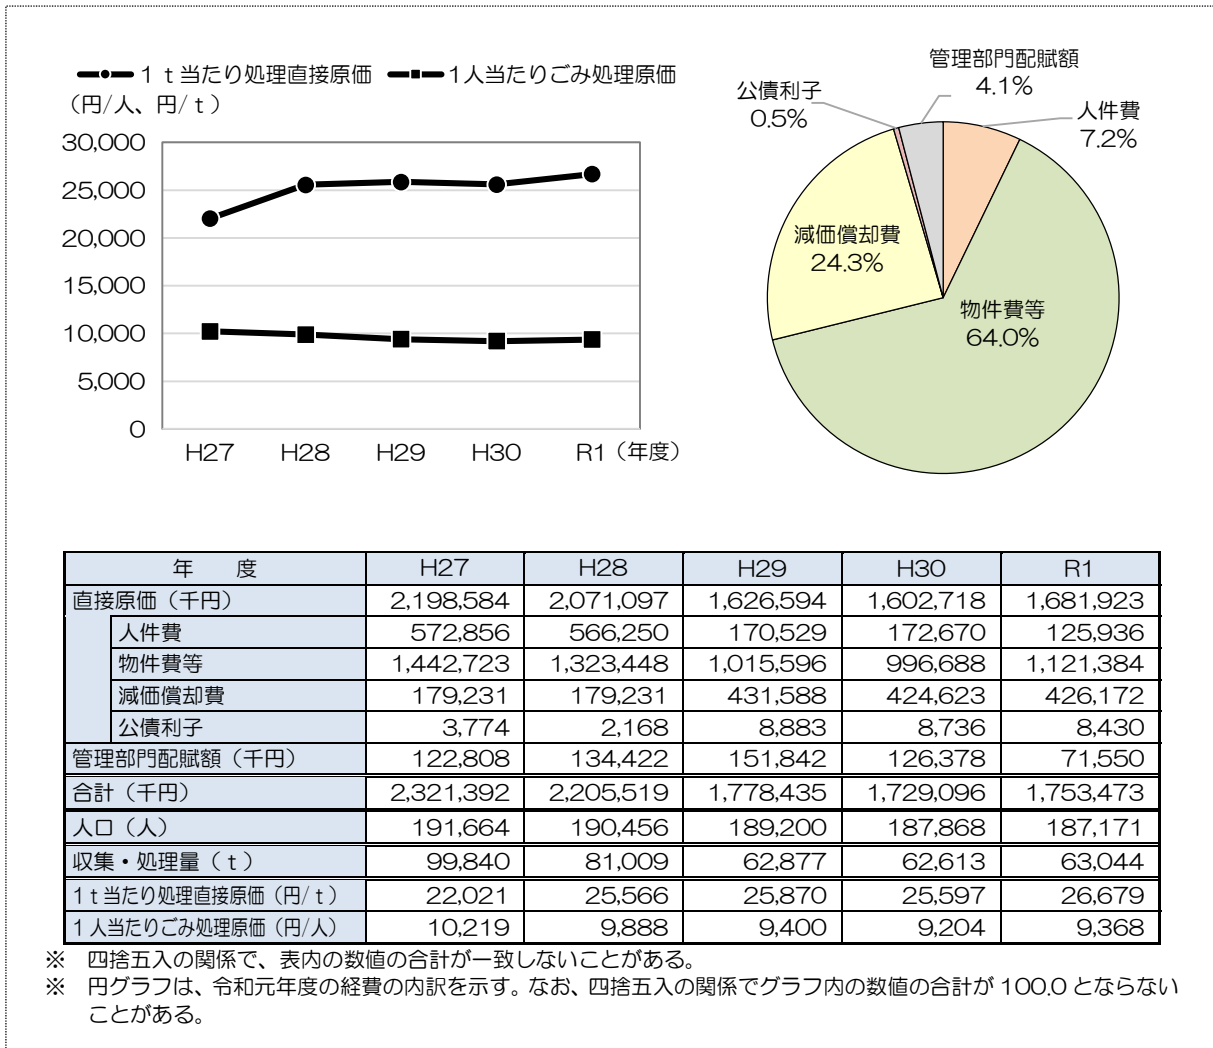 １ｔ当たり処理直接原価 1人当たりごみ処理原価
（円/人、円/ｔ）
30,000
25,000
20,000
15,000
10,000
5,000
0
H27 H28 H29 H30 R1（年度）
管理部門配賦額
4.1%
公債利子
0.5%
人件費
7.2%
減価償却費
24.3%
物件費等
64.0%
年　度 H27 H28 H29 H30 R1
直接原価（千円） 2,198,584 2,071,097 1,626,594 1,602,718 1,681,923
人件費 572,856 566,250 170,529 172,670 125,936
物件費等 1,442,723 1,323,448 1,015,596 996,688 1,121,384
減価償却費 179,231 179,231 431,588 424,623 426,172
公債利子 3,774 2,168 8,883 8,736 8,430
管理部門配賦額（千円） 122,808 134,422 151,842 126,378 71,550
合計（千円） 2,321,392 2,205,519 1,778,435 1,729,096 1,753,473
人口（人） 191,664 190,456 189,200 187,868 187,171
収集・処理量（ｔ） 99,840 81,009 62,877 62,613 63,044
1ｔ当たり処理直接原価（円/ｔ） 22,021 25,566 25,870 25,597 26,679
1人当たりごみ処理原価（円/人） 10,219 9,888 9,400 9,204 9,368
※　四捨五入の関係で、表内の数値の合計が一致しないことがある。
※　円グラフは、令和元年度の経費の内訳を示す。なお、四捨五入の関係でグラフ内の数値の合計が 100.0 とならない
ことがある。